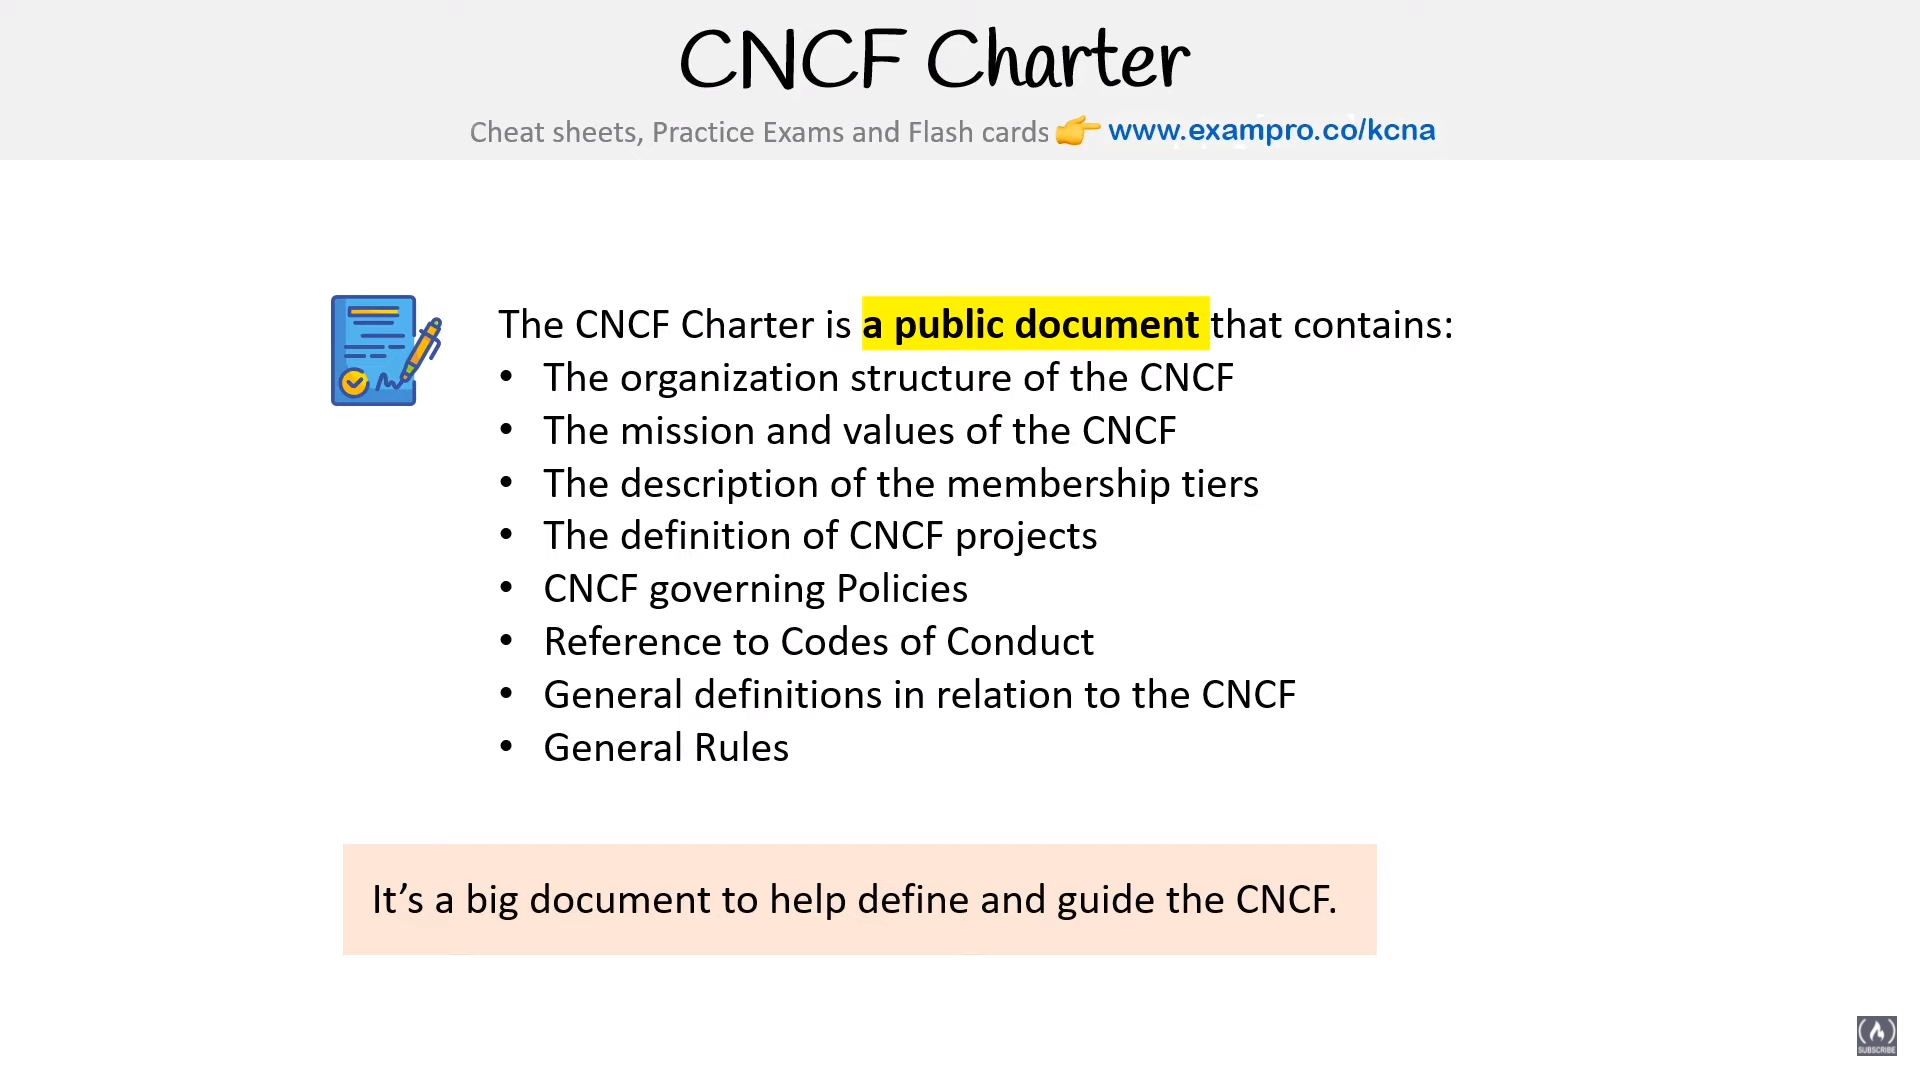 CNCF Charter
Cheat sheets, Practice Exams and Flash cards 👉 www.exampro.co/kcna
The CNCF Charter is a public document that contains:
• The organization structure of the CNCF
• The mission and values of the CNCF
• The description of the membership tiers
• The definition of CNCF projects
• CNCF governing Policies
• Reference to Codes of Conduct
• General definitions in relation to the CNCF
• General Rules
It’s a big document to help define and guide the CNCF.
SUBSCRIBE